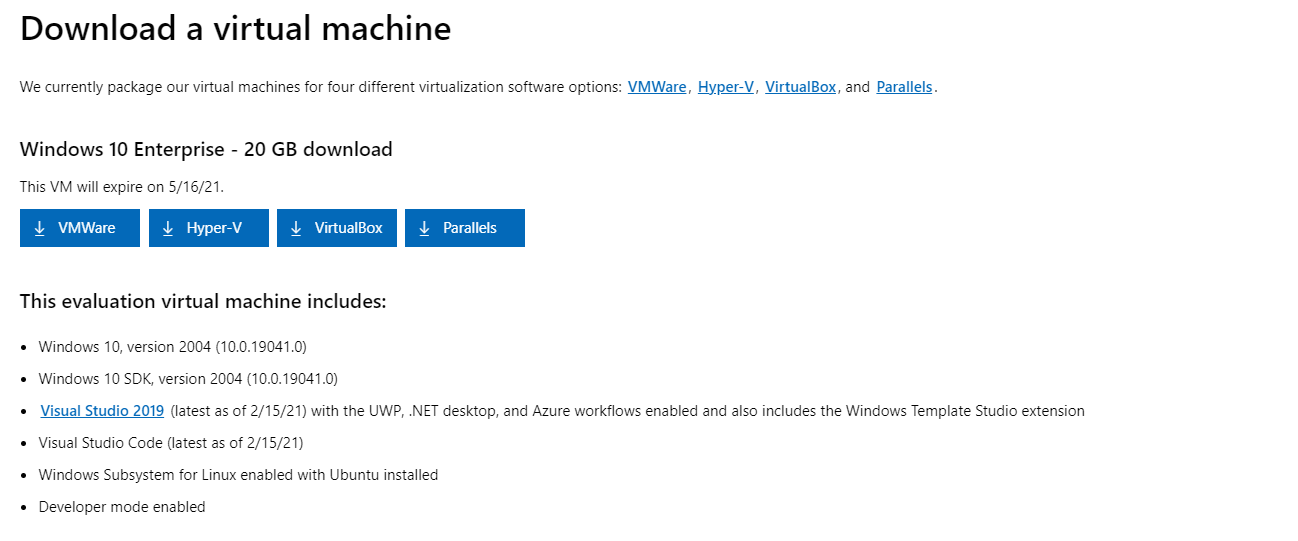 Download a virtual machine
We currently package our virtual machines for four different virtualization software options: VMWare, Hyper-V, VirtualBox, and Parallels.
Windows 10 Enterprise - 20 GB download
This VM will expire on 5/16/21.
VMWare Hyper-V VirtualBox Parallels
This evaluation virtual machine includes:
• Windows 10, version 2004 (10.0.19041.0)
• Windows 10 SDK, version 2004 (10.0.19041.0)
• Visual Studio 2019 (latest as of 2/15/21) with the UWP, .NET desktop, and Azure workflows enabled and also includes the Windows Template Studio extension
• Visual Studio Code (latest as of 2/15/21)
• Windows Subsystem for Linux enabled with Ubuntu installed
• Developer mode enabled